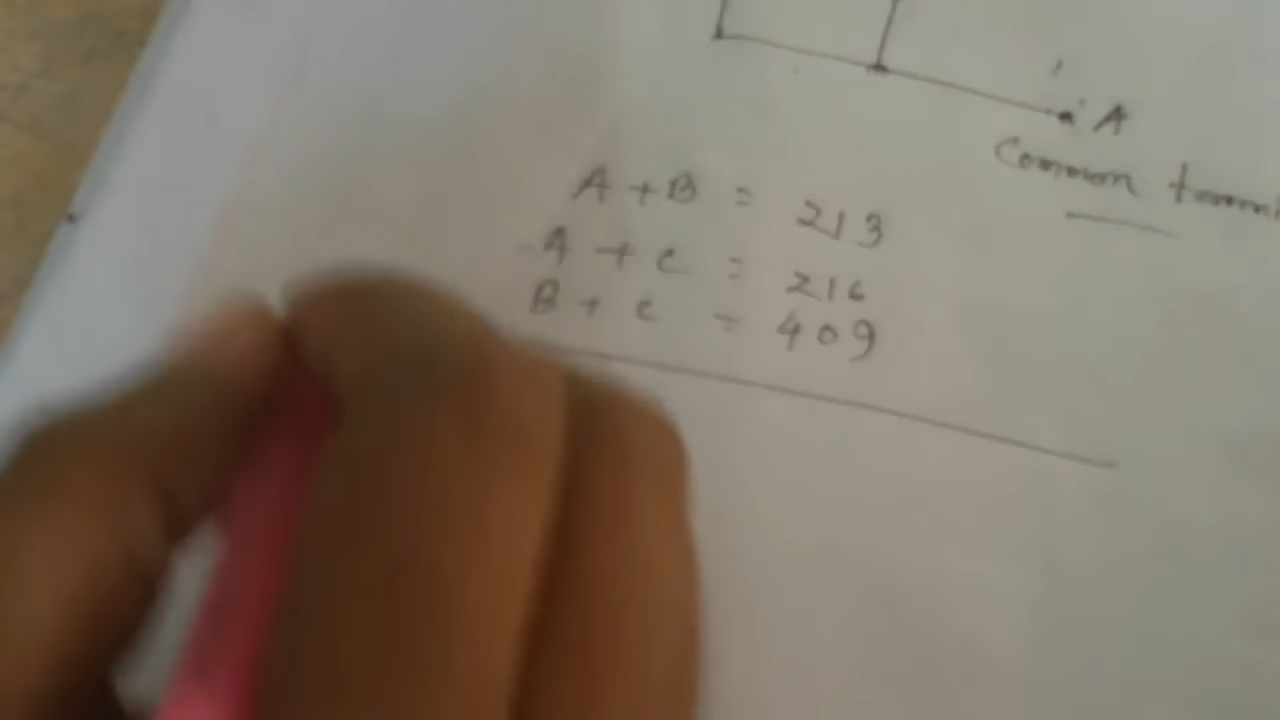 A
Common
A + B = 213
A + C = 216
B + C = 409